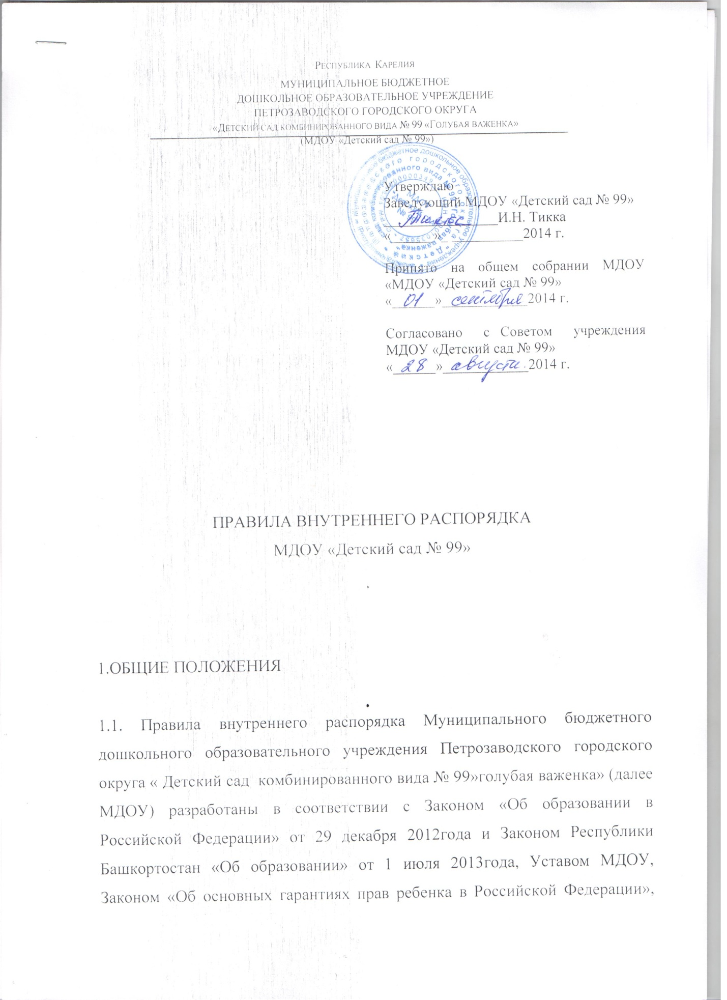 Республика Карелия
МУНИЦИПАЛЬНОЕ БЮДЖЕТНОЕ
ДОШКОЛЬНОЕ ОБРАЗОВАТЕЛЬНОЕ УЧРЕЖДЕНИЕ
ПЕТРОЗАВОДСКОГО ГОРОДСКОГО ОКРУГА
«Детский сад комбинированного вида № 99 «Голубая важенка»
(МДОУ «Детский сад № 99»)
Утверждаю
Заведующий МДОУ «Детский сад № 99»
Тикка И.Н. Тикка
«______»_ __________2014 г.
Принято на общем собрании МДОУ
«МДОУ «Детский сад № 99»
«01» сентября 2014 г.
Согласовано с Советом учреждения
МДОУ «Детский сад № 99»
«28» августа 2014 г.
ПРАВИЛА ВНУТРЕННЕГО РАСПОРЯДКА
МДОУ «Детский сад № 99»
1.ОБЩИЕ ПОЛОЖЕНИЯ
1.1. Правила внутреннего распорядка Муниципального бюджетного
дошкольного образовательного учреждения Петрозаводского городского
округа « Детский сад комбинированного вида № 99»голубая важенка» (далее
МДОУ) разработаны в соответствии с Законом «Об образовании в
Российской Федерации» от 29 декабря 2012года и Законом Республики
Башкортостан «Об образовании» от 1 июля 2013года, Уставом МДОУ,
Законом «Об основных гарантиях прав ребенка в Российской Федерации»,